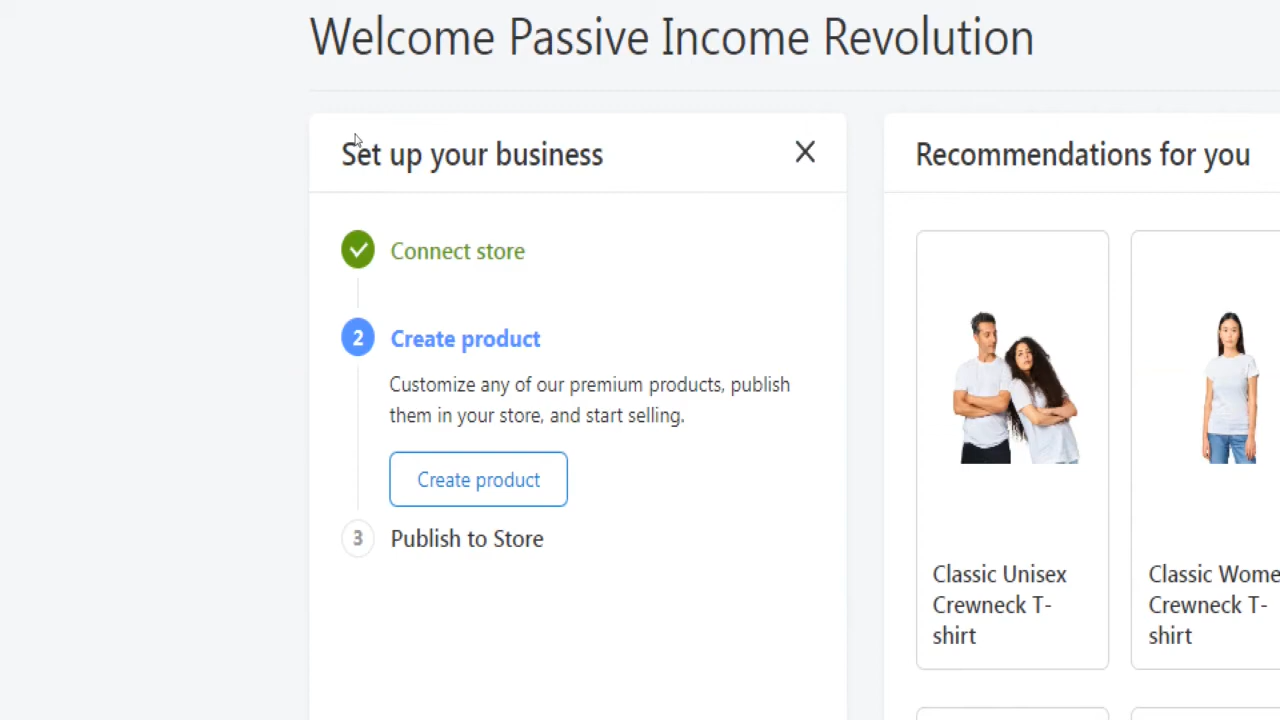 Welcome Passive Income Revolution
Set up your business
Connect store
2 Create product
Customize any of our premium products, publish
them in your store, and start selling.
Create product
3 Publish to Store
Recommendations for you
Classic Unisex
Crewneck T-
shirt
Classic Wome
Crewneck T-
shirt